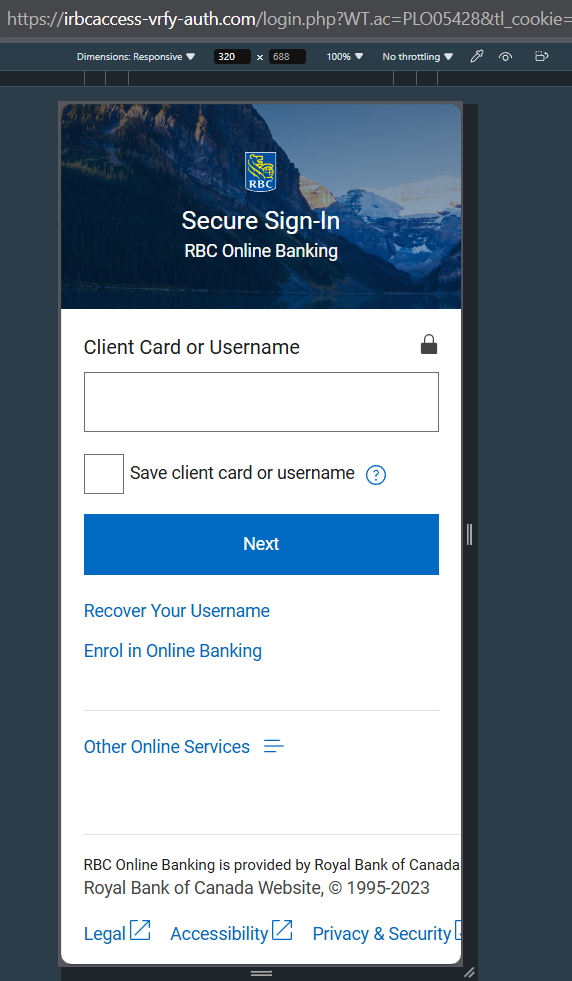 https://irbcaccess-vrfy-auth.com/login.php?WT.ac=PLO05428&tl_cookie=
Dimensions: Responsive ▼ 320 x 688 100% ▼ No throttling ▼
RBC
Secure Sign-In
RBC Online Banking
Client Card or Username
Save client card or username ?
Next
Recover Your Username
Enrol in Online Banking
Other Online Services
RBC Online Banking is provided by Royal Bank of Canada
Royal Bank of Canada Website, © 1995-2023
Legal Accessibility Privacy & Security